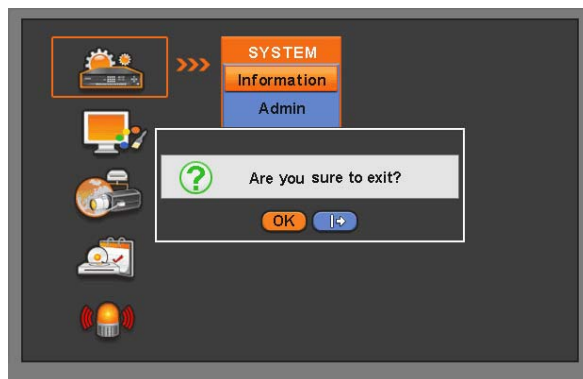 SYSTEM
Information
Admin
Are you sure to exit?
OK